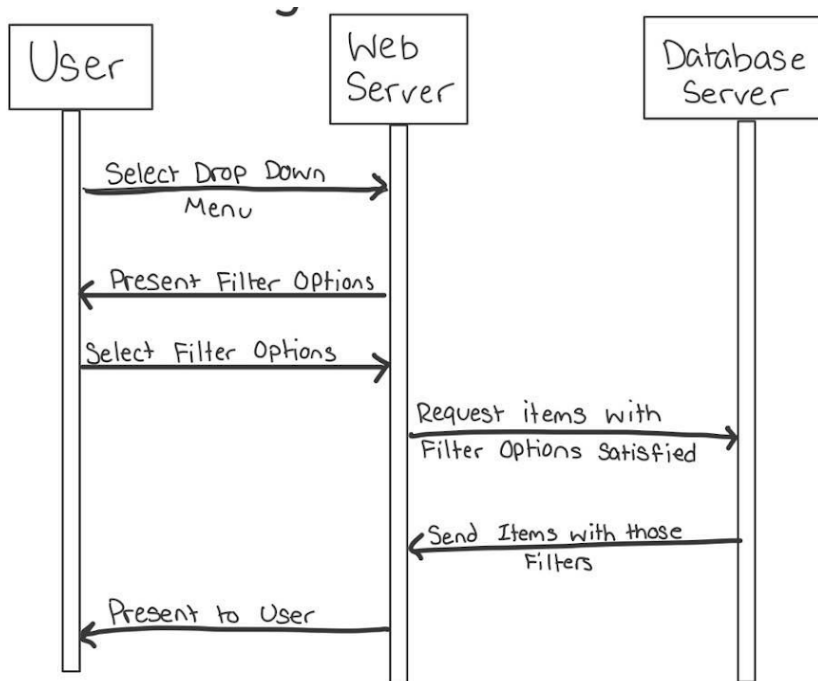 User
Web
Server
Database
Server
Select Drop Down
Menu
Present Filter Options
Select Filter Options
Request items with
Filter Options Satisfied
Send Items with those
Filters
Present to User